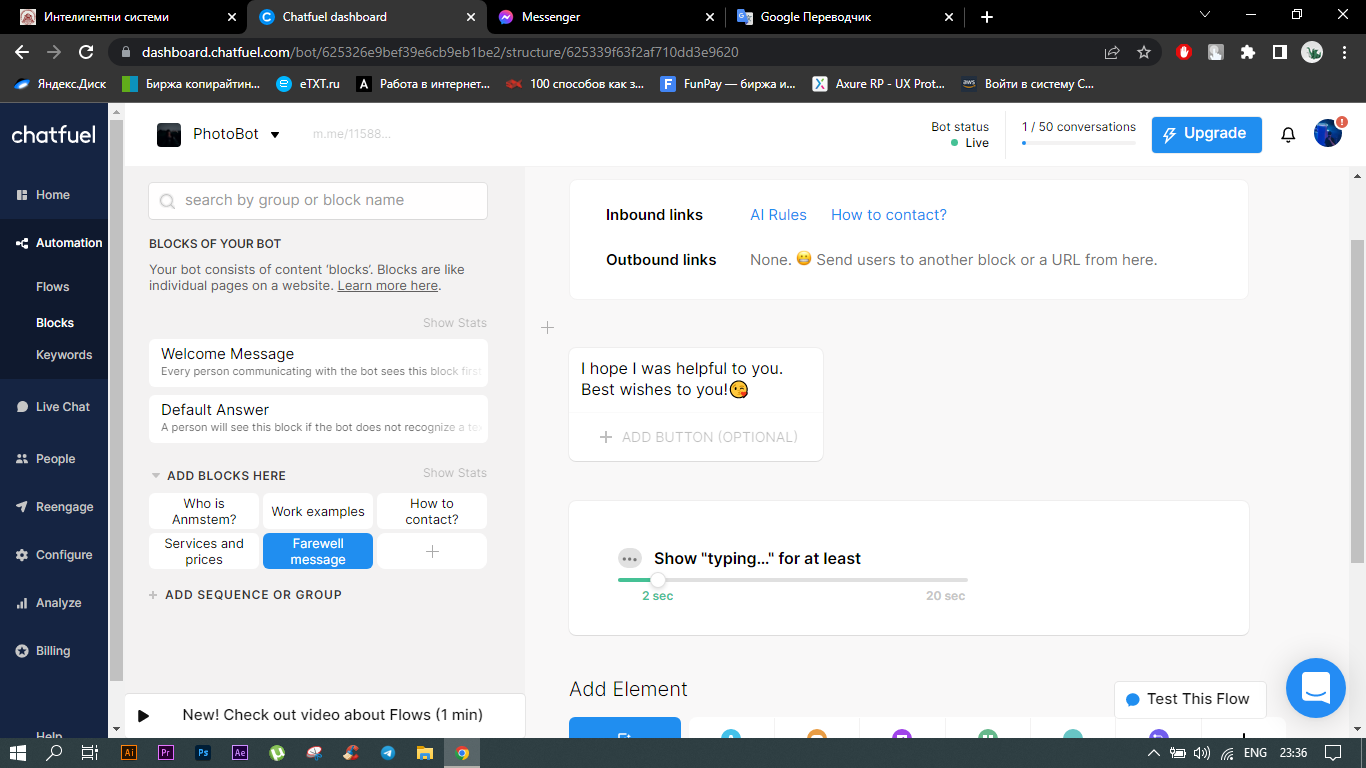 Интелигентни системи
Chatfuel dashboard
Messenger
Google Переводчик
dashboard.chatfuel.com/bot/625326e9bef39e6cb9eb1be2/structure/625339f63f2af710dd3e9620
Яндекс.Диск
Биржа копирайтин...
eTXT.ru
Работа в интернет...
100 способов как з...
FunPay — биржа и...
Axure RP - UX Prot...
Войти в систему С...
chatfuel
PhotoBot
m.me/11588...
Bot status
Live
1 / 50 conversations
Upgrade
Home
Automation
Flows
Blocks
Keywords
Live Chat
People
Reengage
Configure
Analyze
Billing
Help
search by group or block name
BLOCKS OF YOUR BOT
Your bot consists of content ‘blocks’. Blocks are like
individual pages on a website. Learn more here.
Show Stats
Welcome Message
Every person communicating with the bot sees this block first
Default Answer
A person will see this block if the bot does not recognize a te
ADD BLOCKS HERE
Show Stats
Who is
Anmstem?
Work examples
How to
contact?
Services and
prices
Farewell
message
ADD SEQUENCE OR GROUP
New! Check out video about Flows (1 min)
Inbound links
AI Rules
How to contact?
Outbound links
None. 😁 Send users to another block or a URL from here.
I hope I was helpful to you.
Best wishes to you!😘
ADD BUTTON (OPTIONAL)
Show "typing..." for at least
2 sec
20 sec
Add Element
Test This Flow
Ai
Pr
Ps
Ae
ENG
23:36